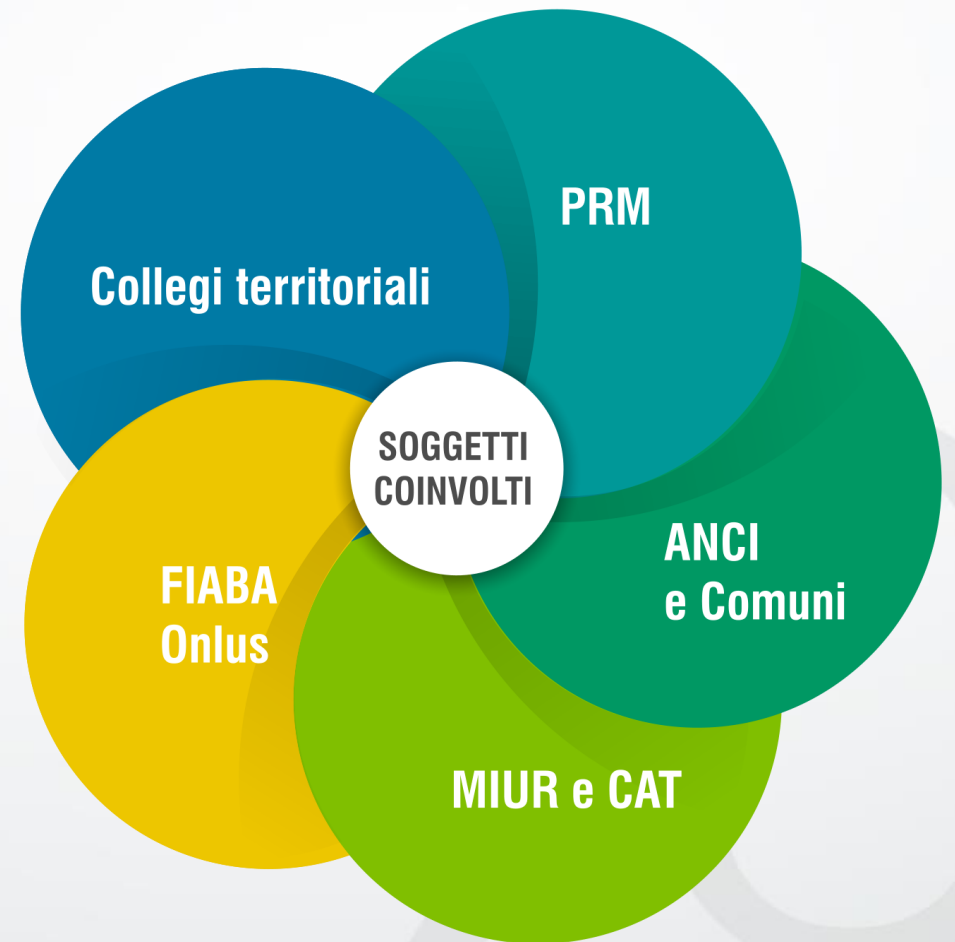 PRM
Collegi territoriali
SOGGETTI
COINVOLTI
ANCI
e Comuni
FIABA
Onlus
MIUR e CAT